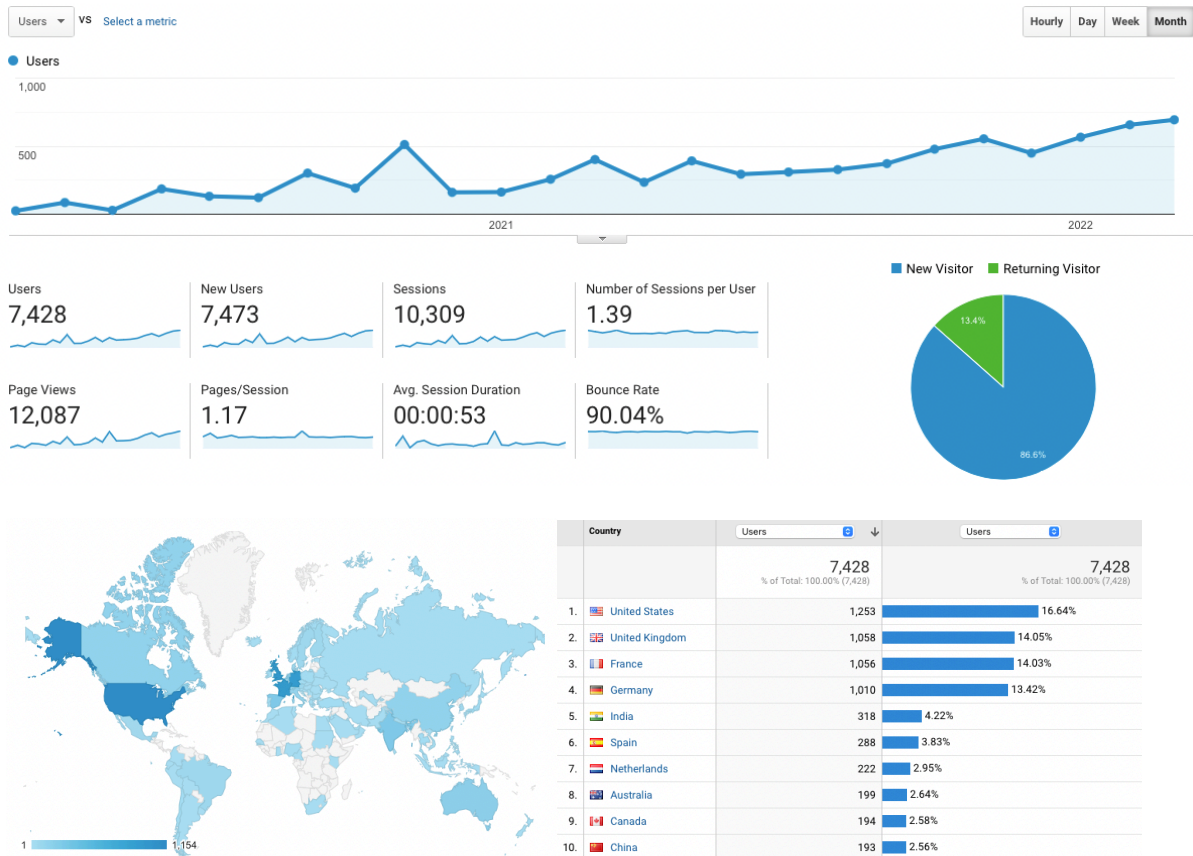 Users vs Select a metric Hourly Day Week Month
Users
1,000
500
2021 2022
New Visitor Returning Visitor
Users New Users Sessions Number of Sessions per User
7,428 7,473 10,309 1.39
13.4%
Page Views Pages/Session Avg. Session Duration Bounce Rate
12,087 1.17 00:00:53 90.04%
86.6%
Country Users Users
7,428 7,428
% of Total: 100.00% (7,428) % of Total: 100.00% (7,428)
1. United States 1,253 16.64%
2. United Kingdom 1,058 14.05%
3. France 1,056 14.03%
4. Germany 1,010 13.42%
5. India 318 4.22%
6. Spain 288 3.83%
7. Netherlands 222 2.95%
8. Australia 199 2.64%
9. Canada 194 2.58%
10. China 193 2.56%
1 1,154